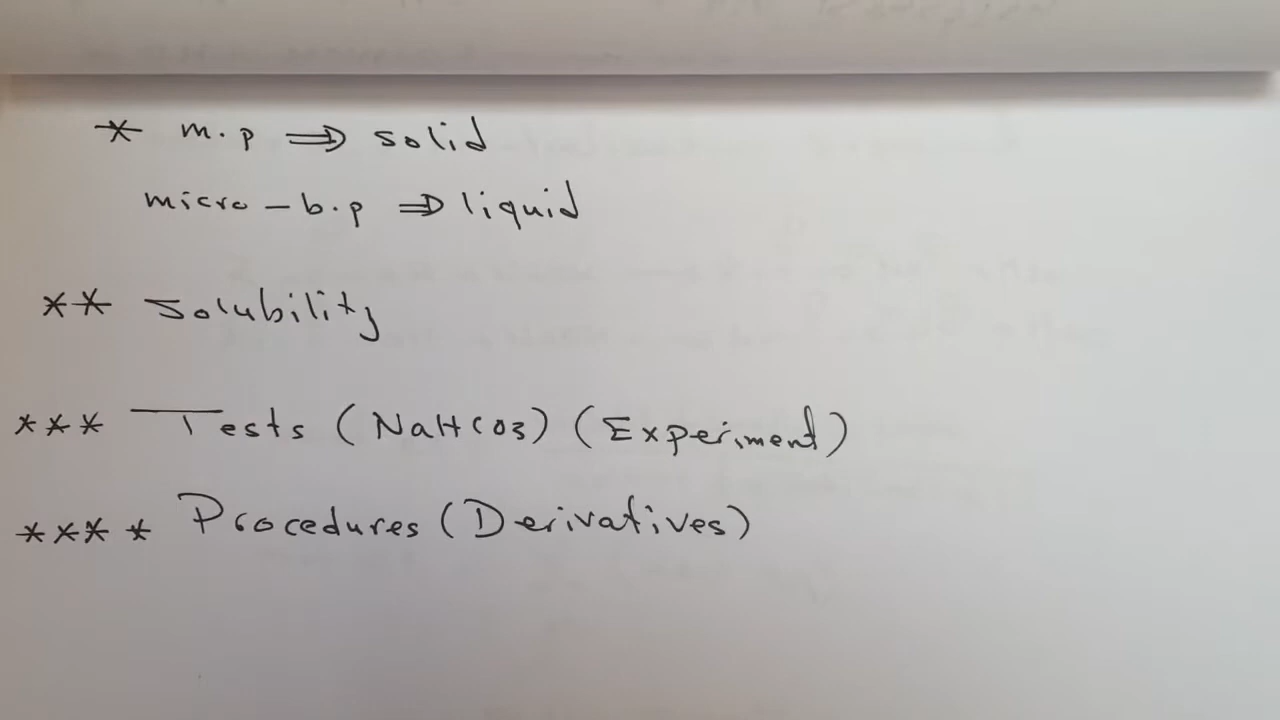 * m.p ⇒ solid
micro - b.p ⇒ liquid
** Solubility
*** Tests (NaHCO3) (Experiment)
**** Procedures (Derivatives)